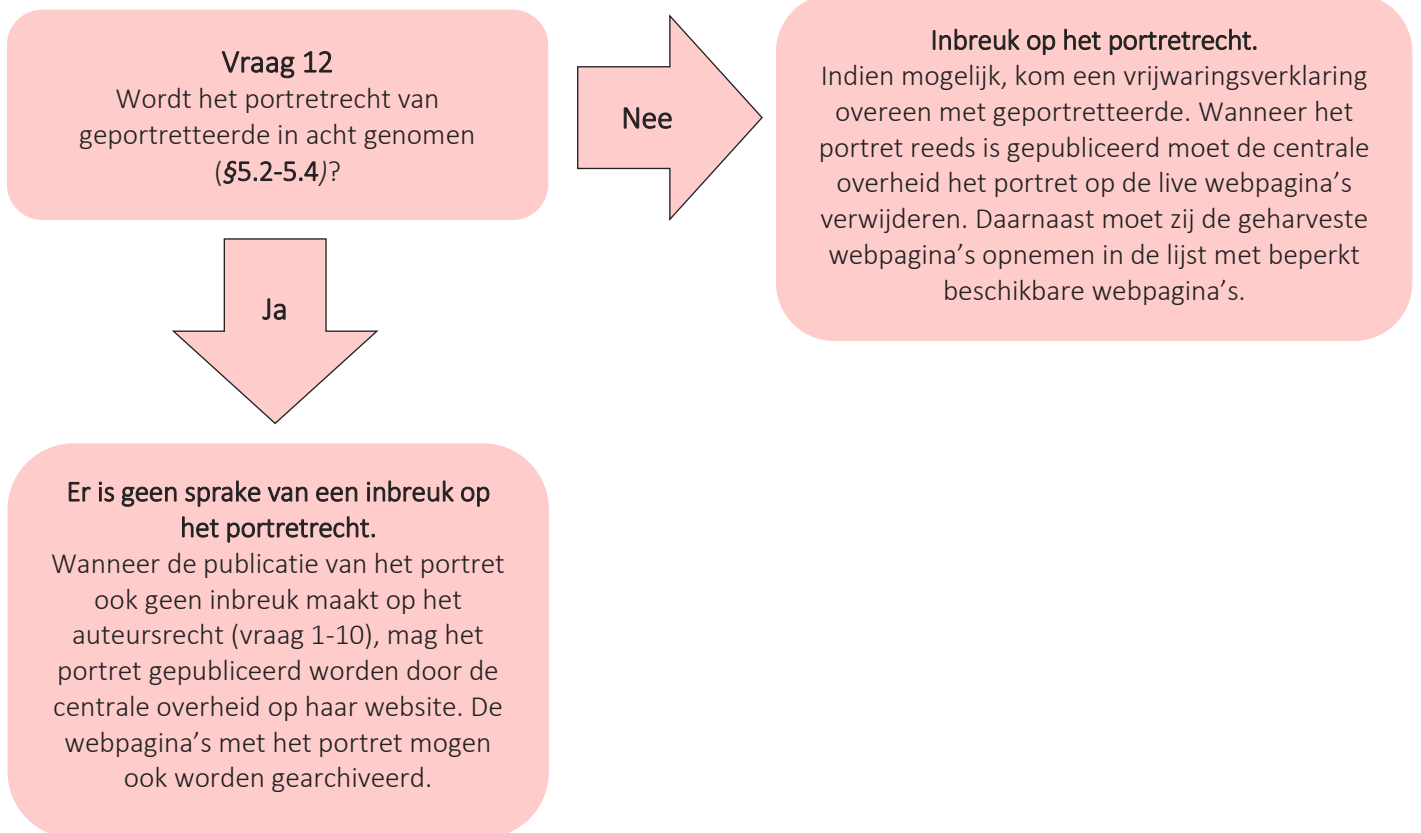 Vraag 12
Wordt het portretrecht van
geportretteerde in acht genomen
(§5.2-5.4)?
Nee
Inbreuk op het portretrecht.
Indien mogelijk, kom een vrijwaringsverklaring
overeen met geportretteerde. Wanneer het
portret reeds is gepubliceerd moet de centrale
overheid het portret op de live webpagina’s
verwijderen. Daarnaast moet zij de geharveste
webpagina’s opnemen in de lijst met beperkt
beschikbare webpagina’s.
Ja
Er is geen sprake van een inbreuk op
het portretrecht.
Wanneer de publicatie van het portret
ook geen inbreuk maakt op het
auteursrecht (vraag 1-10), mag het
portret gepubliceerd worden door de
centrale overheid op haar website. De
webpagina’s met het portret mogen
ook worden gearchiveerd.